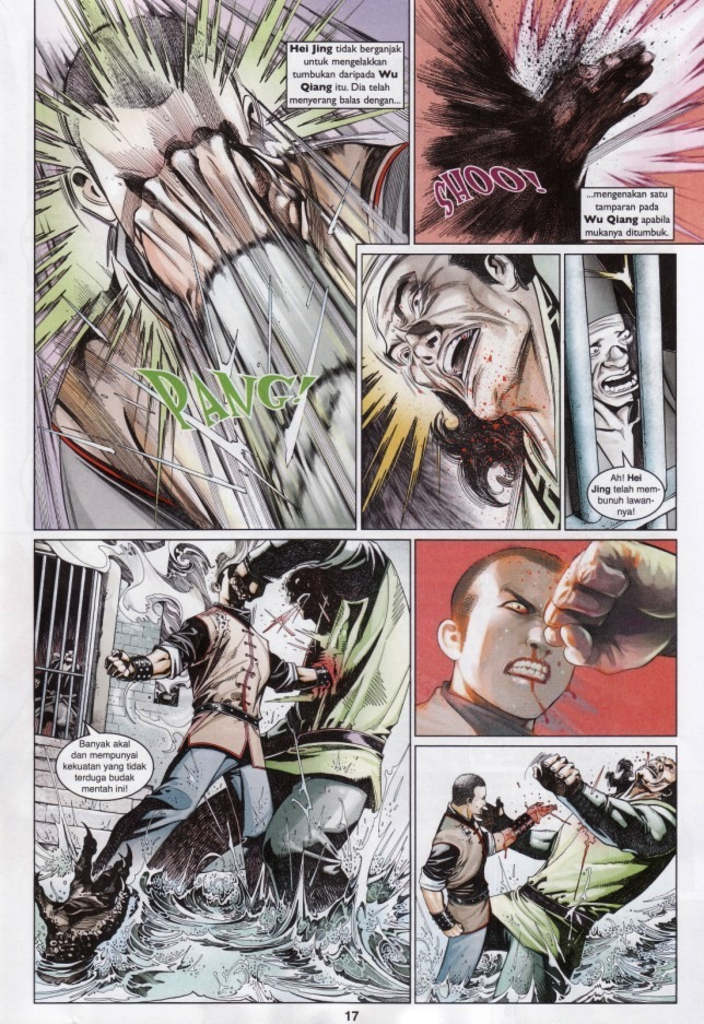 Hei Jing tidak berganjak
untuk mengelakkan
tumbukan daripada Wu
Qiang itu. Dia telah
menyerang balas dengan...
SHOO!
...mengenakan satu
tamparan pada
Wu Qiang apabila
mukanya ditumbuk.
PANG!
Ah! Hei
Jing telah mem-
bunuh lawan-
nya!
Banyak akal
dan mempunyai
kekuatan yang tidak
terduga budak
mentah ini!
17